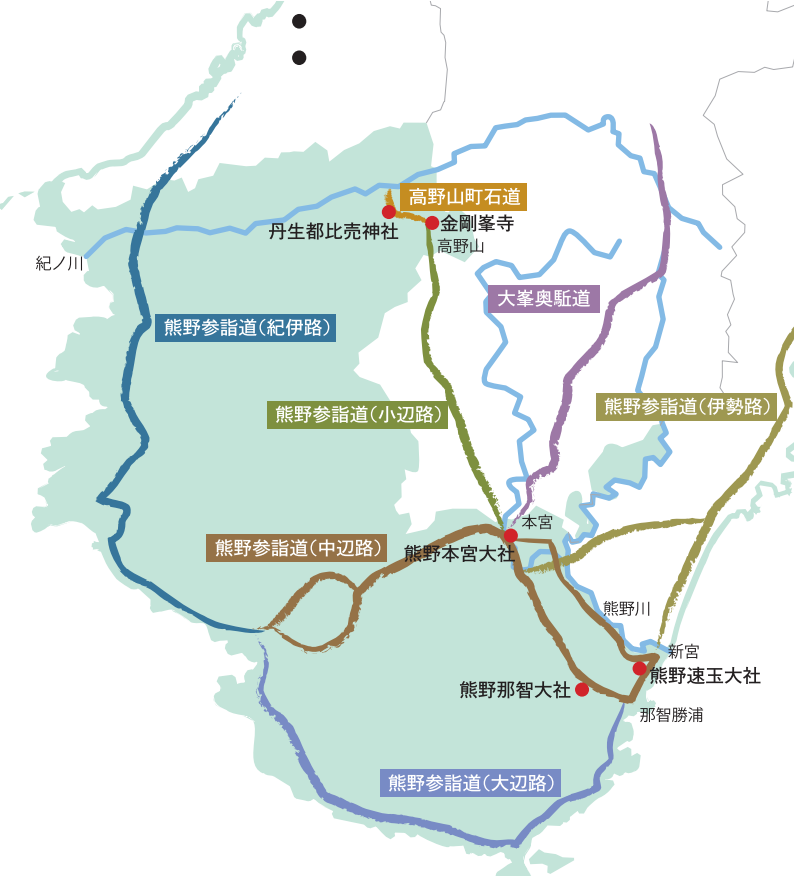 高野山町石道
丹生都比売神社
金剛峯寺
高野山
紀ノ川
大峯奥駈道
熊野参詣道(紀伊路)
熊野参詣道(小辺路)
熊野参詣道(伊勢路)
本宮
熊野参詣道(中辺路)
熊野本宮大社
熊野川
新宮
熊野速玉大社
熊野那智大社
那智勝浦
熊野参詣道(大辺路)